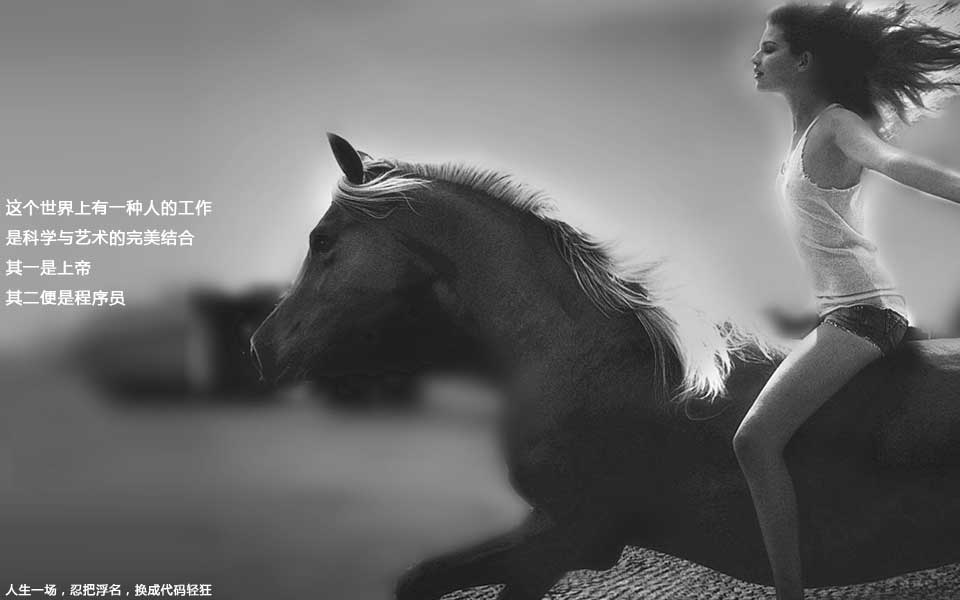 这个世界上有一种人的工作
是科学与艺术的完美结合
其一是上帝
其二便是程序员
人生一场，忍把浮名，换成代码轻狂